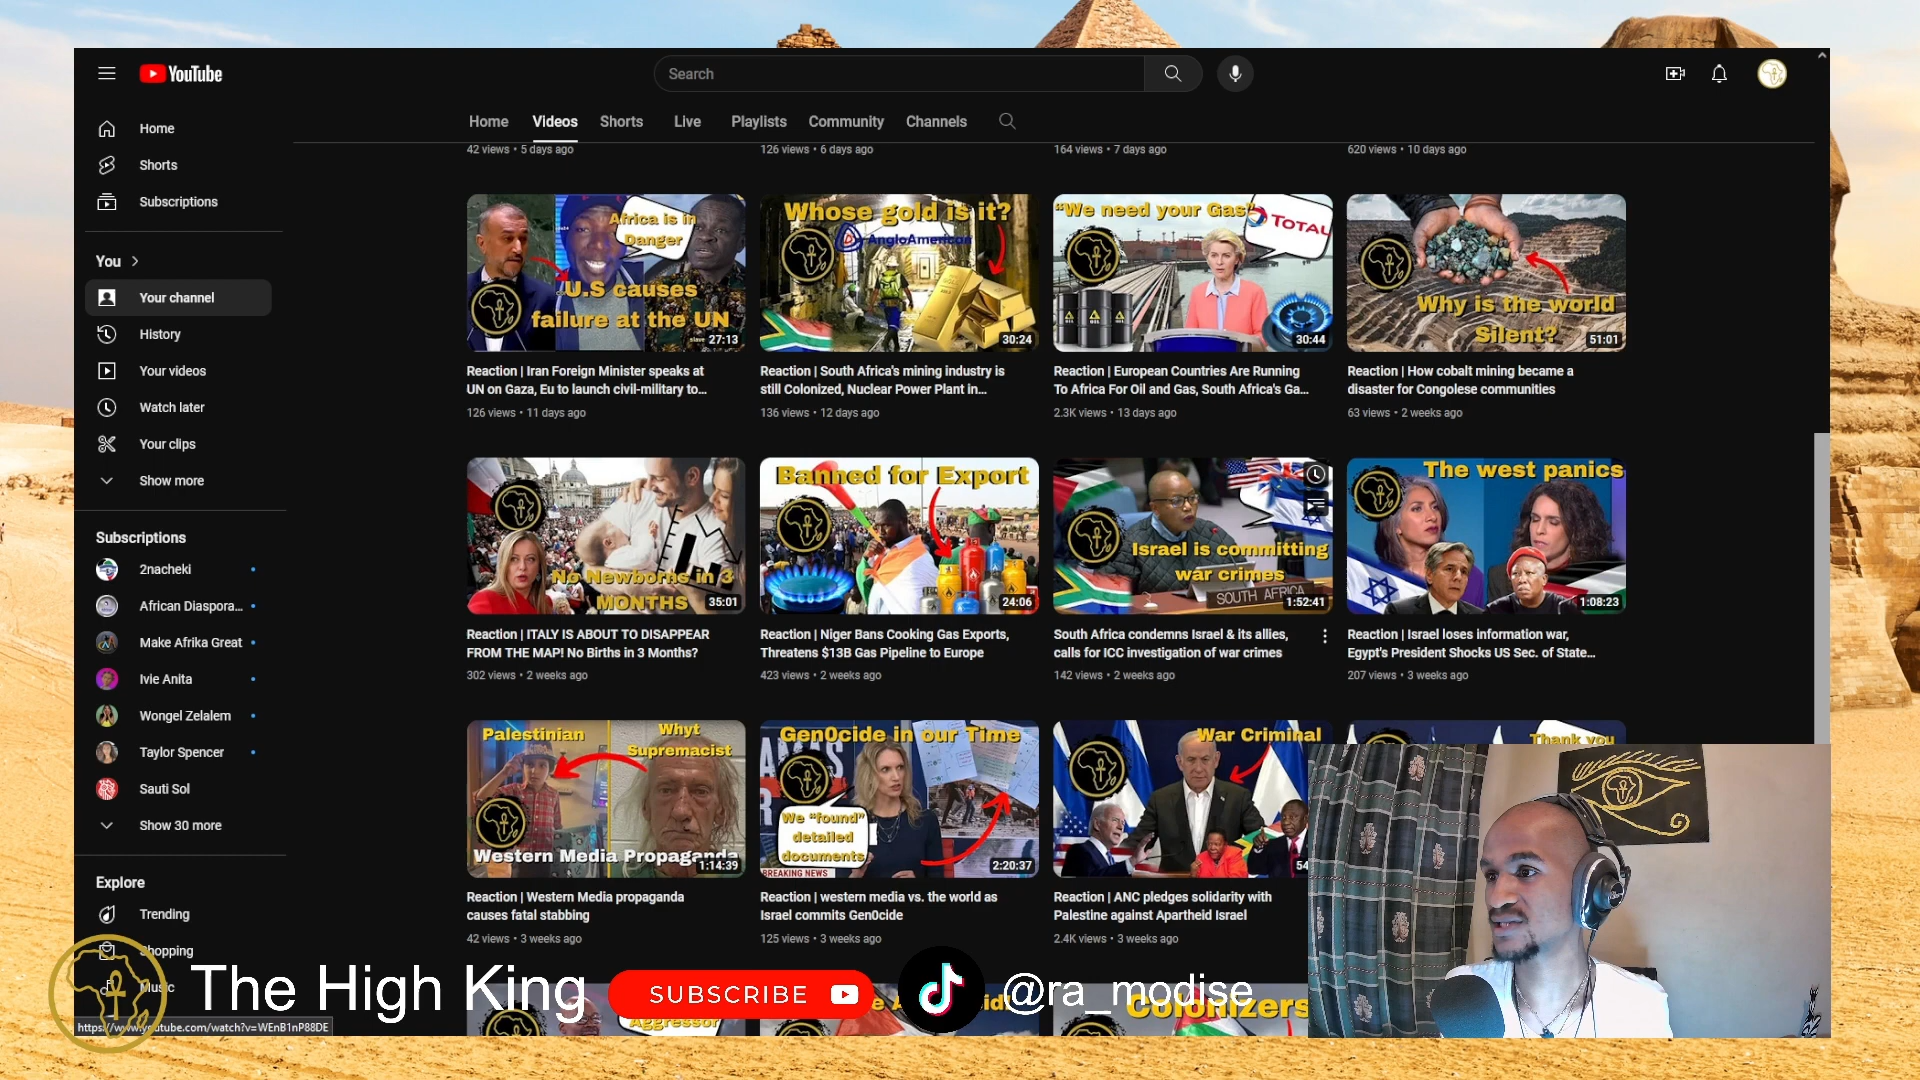 YouTube
Search
Home
Videos
Shorts
Live
Playlists
Community
Channels
Home
Shorts
Subscriptions
You
Your channel
History
Your videos
Watch later
Your clips
Show more
Subscriptions
2nacheki
African Diaspora...
Make Afrika Great
Ivie Anita
Wongel Zelalem
Taylor Spencer
Sauti Sol
Show 30 more
Explore
Trending
Shopping
Music
42 views • 5 days ago
126 views • 6 days ago
164 views • 7 days ago
620 views • 10 days ago
Africa is in
Danger
U.S causes
failure at the UN
27:13
Reaction | Iran Foreign Minister speaks at
UN on Gaza, Eu to launch civil-military to...
126 views • 11 days ago
Whose gold is it?
AngloAmerican
30:24
Reaction | South Africa's mining industry is
still Colonized, Nuclear Power Plant in...
136 views • 12 days ago
"We need your Gas"
TOTAL
OIL
OIL
OIL
30:44
Reaction | European Countries Are Running
To Africa For Oil and Gas, South Africa's Ga...
2.3K views • 13 days ago
Why is the world
Silent?
51:01
Reaction | How cobalt mining became a
disaster for Congolese communities
63 views • 2 weeks ago
No Newborns in 3
MONTHS
35:01
Reaction | ITALY IS ABOUT TO DISAPPEAR
FROM THE MAP! No Births in 3 Months?
302 views • 2 weeks ago
Banned for Export
24:06
Reaction | Niger Bans Cooking Gas Exports,
Threatens $13B Gas Pipeline to Europe
423 views • 2 weeks ago
Israel is committing
war crimes
SOUTH AFRICA
1:52:41
South Africa condemns Israel & its allies,
calls for ICC investigation of war crimes
142 views • 2 weeks ago
The west panics
1:08:23
Reaction | Israel loses information war,
Egypt's President Shocks US Sec. of State...
207 views • 3 weeks ago
Palestinian
Whyt
Supremacist
Western Media Propaganda
1:14:39
Reaction | Western Media propaganda
causes fatal stabbing
42 views • 3 weeks ago
Gen0cide in our Time
We "found"
detailed
documents
BREAKING NEWS
2:20:37
Reaction | western media vs. the world as
Israel commits Gen0cide
125 views • 3 weeks ago
War Criminal
54
Reaction | ANC pledges solidarity with
Palestine against Apartheid Israel
2.4K views • 3 weeks ago
Thank you
Aggressor
Colonizers
The High King
SUBSCRIBE
@ra_modise
https://www.youtube.com/watch?v=WEnB1nP88DE